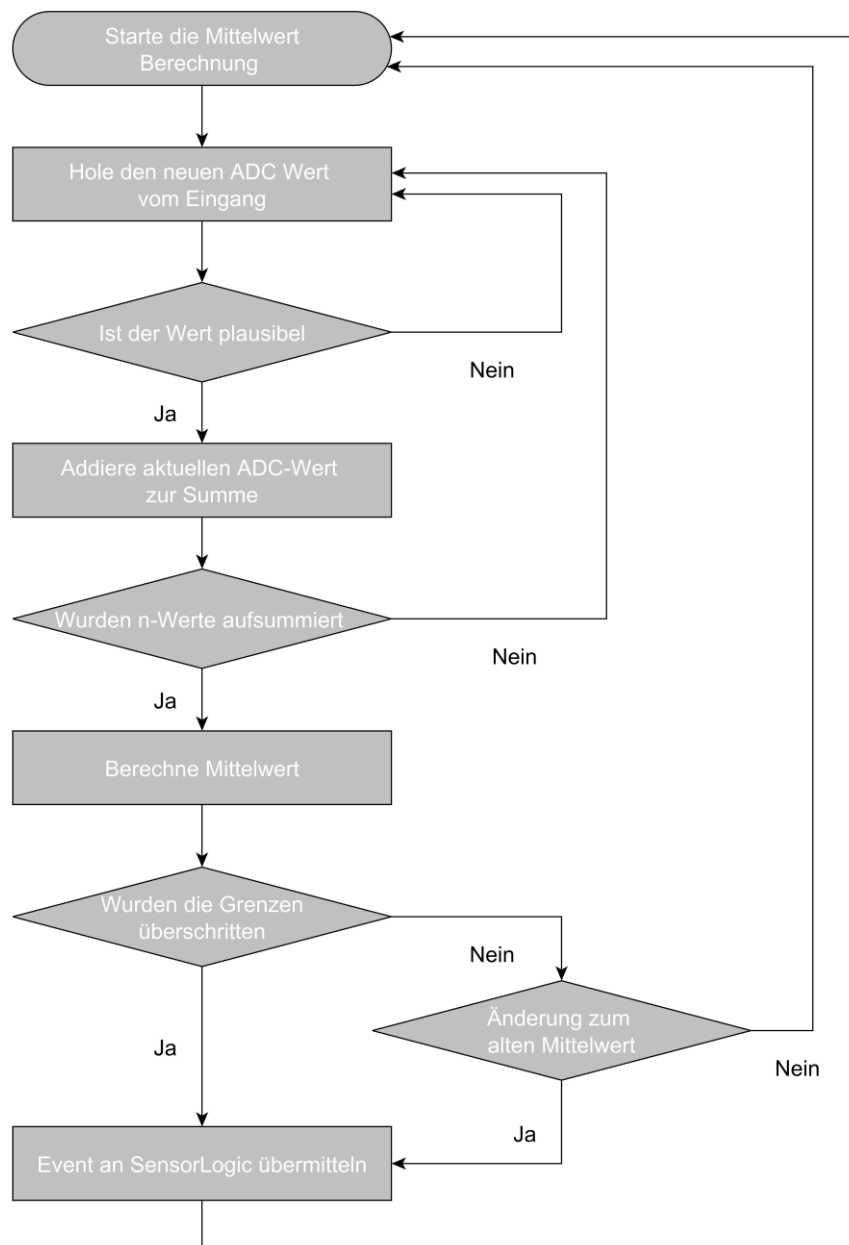 Starte die Mittelwert
Berechnung
Hole den neuen ADC Wert
vom Eingang
Ist der Wert plausibel
Nein
Ja
Addiere aktuellen ADC-Wert
zur Summe
Wurden n-Werte aufsummiert
Nein
Ja
Berechne Mittelwert
Wurden die Grenzen
überschritten
Nein
Änderung zum
alten Mittelwert
Ja
Nein
Ja
Event an SensorLogic übermitteln